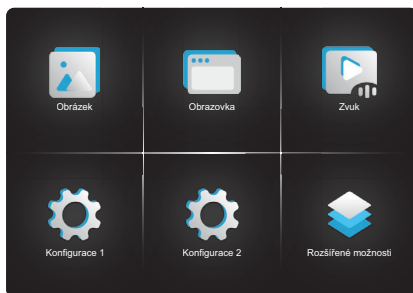 Obrázek
Obrazovka
Zvuk
Konfigurace 1
Konfigurace 2
Rozšířené možnosti